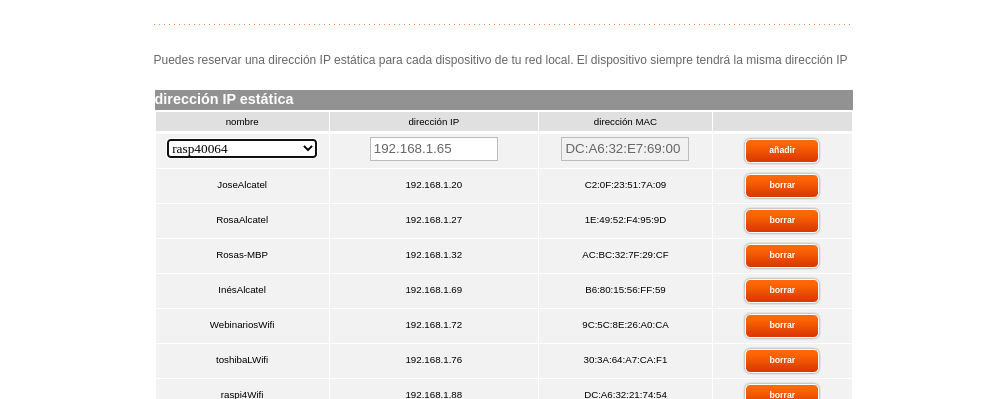 Puedes reservar una dirección IP estática para cada dispositivo de tu red local. El dispositivo siempre tendrá la misma dirección IP
dirección IP estática
nombre dirección IP dirección MAC
rasp40064 192.168.1.65 DC:A6:32:E7:69:00 añadir
JoseAlcatel 192.168.1.20 C2:0F:23:51:7A:09 borrar
RosaAlcatel 192.168.1.27 1E:49:52:F4:95:9D borrar
Rosas-MBP 192.168.1.32 AC:BC:32:7F:29:CF borrar
InésAlcatel 192.168.1.69 B6:80:15:56:FF:59 borrar
WebinariosWifi 192.168.1.72 9C:5C:8E:26:A0:CA borrar
toshibaLWifi 192.168.1.76 30:3A:64:A7:CA:F1 borrar
raspi4Wifi 192.168.1.88 DC:A6:32:21:74:54 borrar